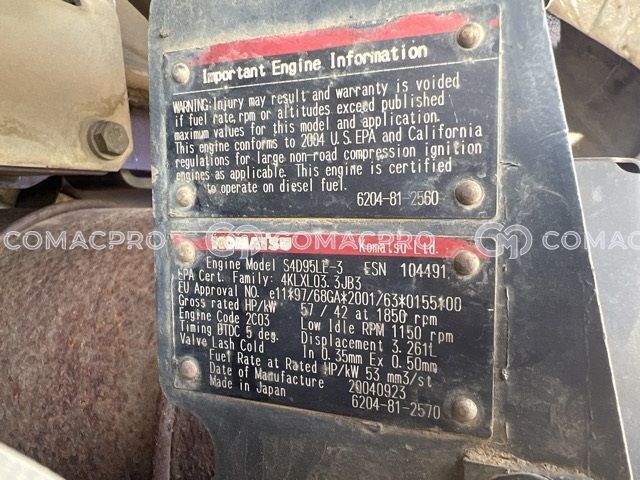 Important Engine Information
WARNING: Injury may result and warranty is voided
if fuel rate, rpm or altitudes exceed published
maximum values for this model and application.
This engine conforms to 2004 U.S.EPA and California
regulations for large non-road compression ignition
engines as applicable. This engine is certified
to operate on diesel fuel.
6204-81-2560
COMACPRO COMACPRO COMACPRO
KOMATSU Komatsu Ltd.
Engine Model S4D95LE-3 ESN 104491
EPA Cert. Family: 4KLXL03.3JB3
EU Approval NO. e11*97/68GA*2001/63*0155*00
Gross rated HP/kW 57 / 42 at 1850 rpm
Engine Code 2C03 Low Idle RPM 1150 rpm
Timing BTDC 5 deg. Displacement 3.261L
Valve Lash Cold In 0.35mm Ex 0.50mm
Fuel Rate at Rated HP/kW 53 mm3/st
Date of Manufacture 20040923
Made in Japan 6204-81-2570